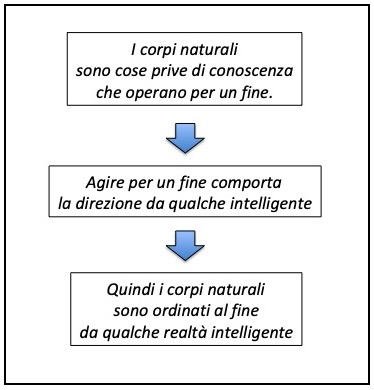 I corpi naturali
sono cose prive di conoscenza
che operano per un fine.
Agire per un fine comporta
la direzione da qualche intelligente
Quindi i corpi naturali
sono ordinati al fine
da qualche realtà intelligente